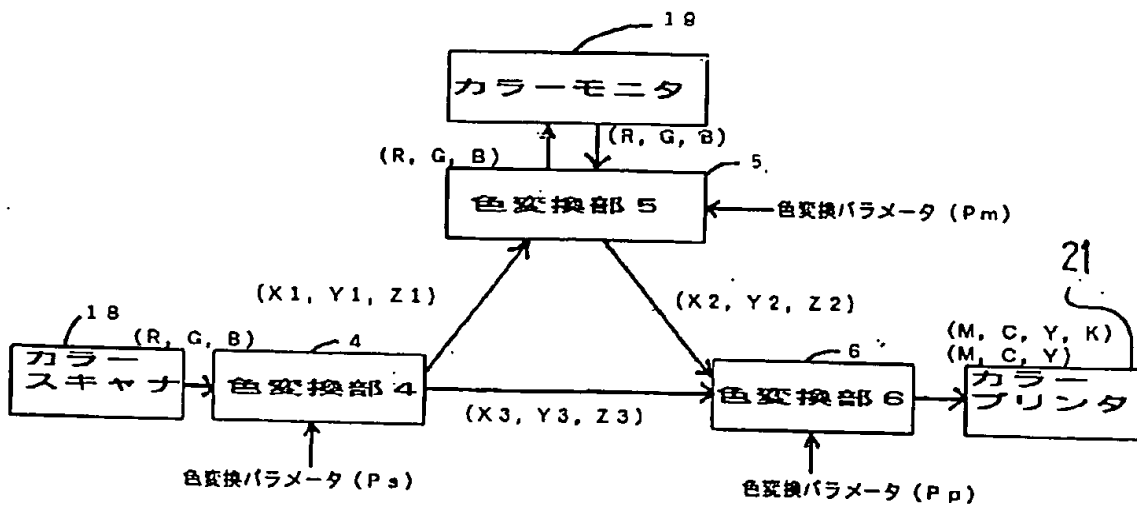 18
カラーモニタ
(R, G, B)
(R, G, B)
5
色変換部5
色変換パラメータ(Pm)
21
(X1, Y1, Z1)
(X2, Y2, Z2)
18
(R, G, B)
4
6
(M, C, Y, K)
(M, C, Y)
カラー
スキャナ
色変換部4
(X3, Y3, Z3)
色変換部6
カラー
プリンタ
色変換パラメータ(Ps)
色変換パラメータ(Pp)